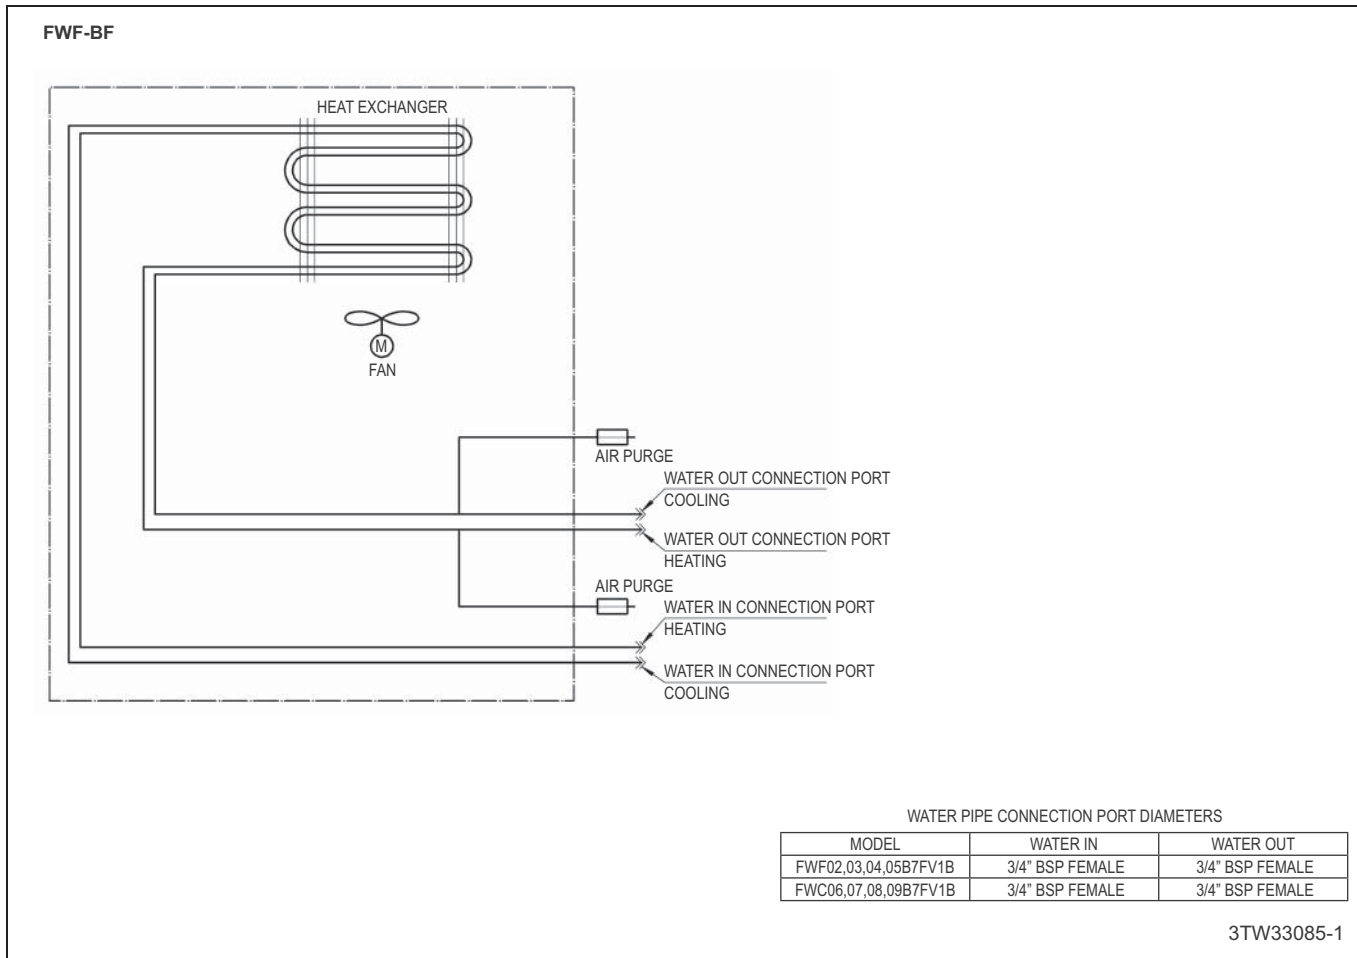 FWF-BF
HEAT EXCHANGER
M
FAN
AIR PURGE
WATER OUT CONNECTION PORT
COOLING
WATER OUT CONNECTION PORT
HEATING
AIR PURGE
WATER IN CONNECTION PORT
HEATING
WATER IN CONNECTION PORT
COOLING
WATER PIPE CONNECTION PORT DIAMETERS
MODEL WATER IN WATER OUT
FWF02,03,04,05B7FV1B 3/4” BSP FEMALE 3/4” BSP FEMALE
FWC06,07,08,09B7FV1B 3/4” BSP FEMALE 3/4” BSP FEMALE
3TW33085-1